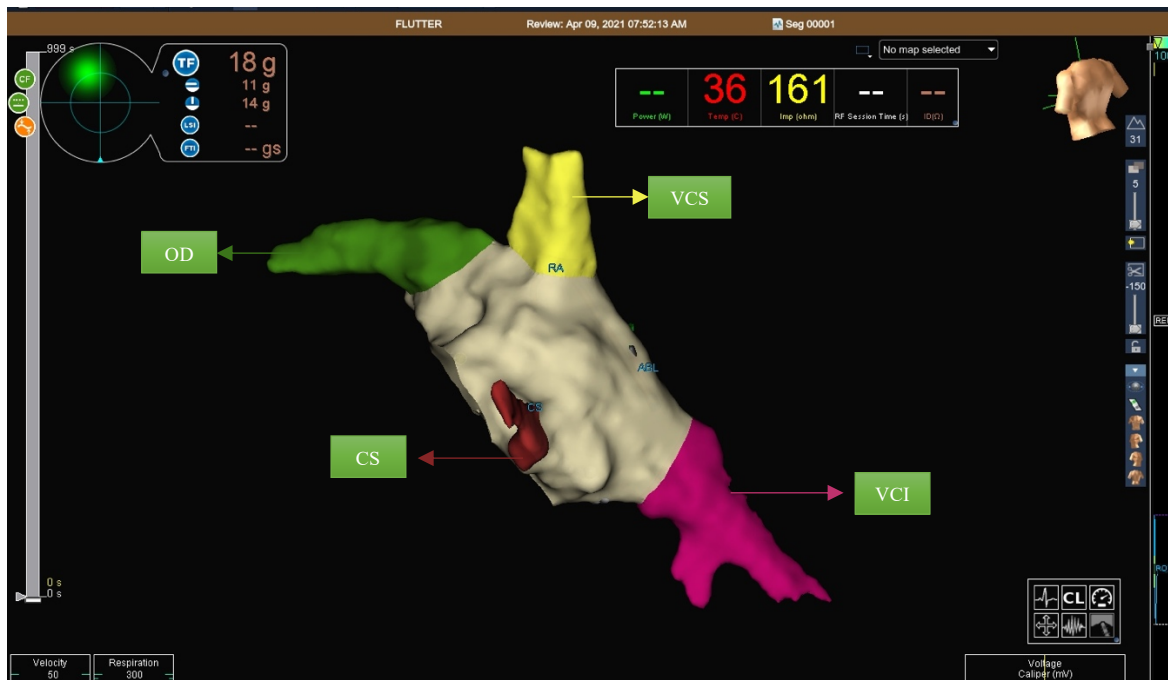 FLUTTER
Review: Apr 09, 2021 07:52:13 AM
Seg 00001
999 s
CF
TF
18 g
11 g
14 g
LSI
--
FTI
-- gs
No map selected
-- 36 161 -- --
Power (W) Temp (C) Imp (ohm) RF Session Time (s) ID(Ω)
31
5
-150
VCS
OD
RA
ABL
CS
CS
VCI
0 s
0 s
CL
Velocity
50
Respiration
300
Voltage
Caliper (mV)